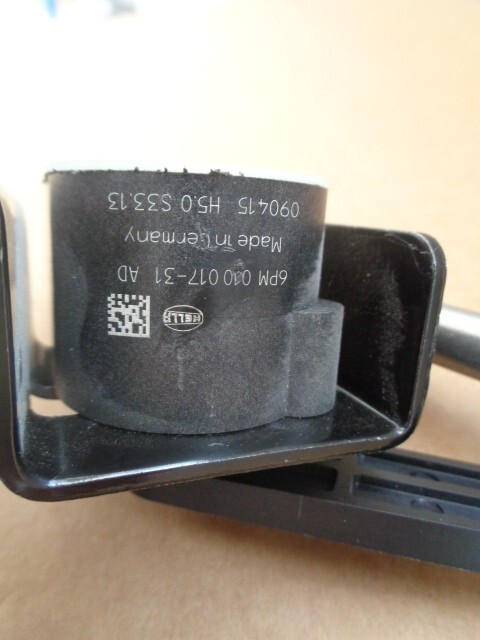 HELLA
6PM 010 017-31 AD
Made in Germany
090415 H5.0 S33.13